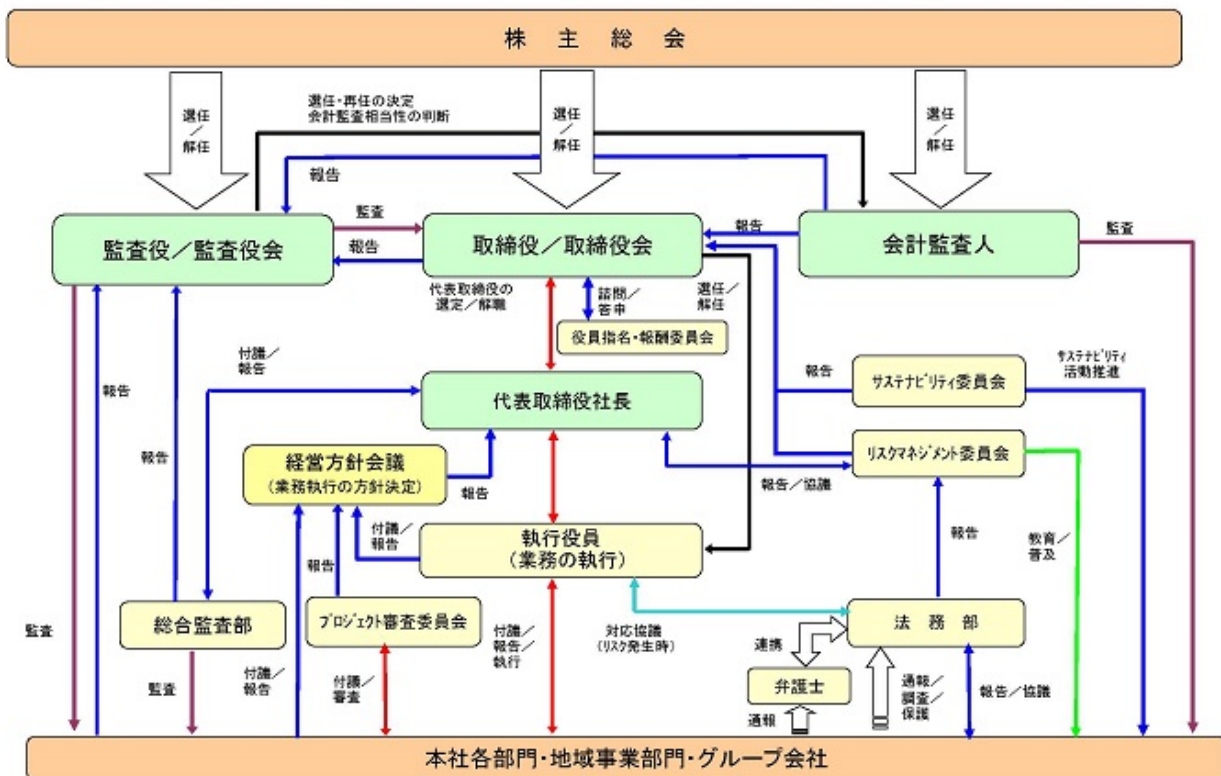 株 主 総 会
選任
／
解任
選任・再任の決定
会計監査相当性の判断
選任
／
解任
選任
／
解任
報告
監査役／監査役会
監査
報告
取締役／取締役会
報告
会計監査人
監査
代表取締役の
選定／解職
諮問／
答申
選任／
解任
役員指名・報酬委員会
付議／
報告
報告
代表取締役社長
報告
サステナビリティ委員会
サステナビリティ
活動推進
報告
経営方針会議
(業務執行の方針決定)
報告
報告／協議
リスクマネジメント委員会
付議／
報告
執行役員
(業務の執行)
報告
報告
教育／
普及
総合監査部
プロジェクト審査委員会
監査
監査
付議／
報告
付議／
審査
付議／
報告／
執行
対応協議
(リスク発生時)
法 務 部
連携
弁護士
通報
通報／
調査／
保護
報告／協議
本社各部門・地域事業部門・グループ会社